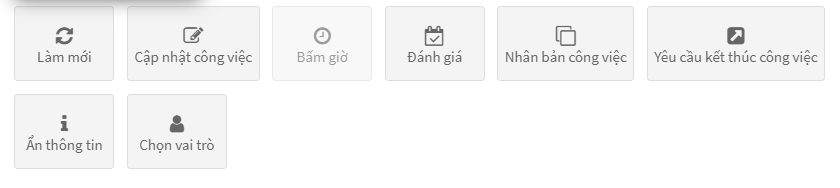 Làm mới
Cập nhật công việc
Bấm giờ
Đánh giá
Nhân bản công việc
Yêu cầu kết thúc công việc
Ẩn thông tin
Chọn vai trò